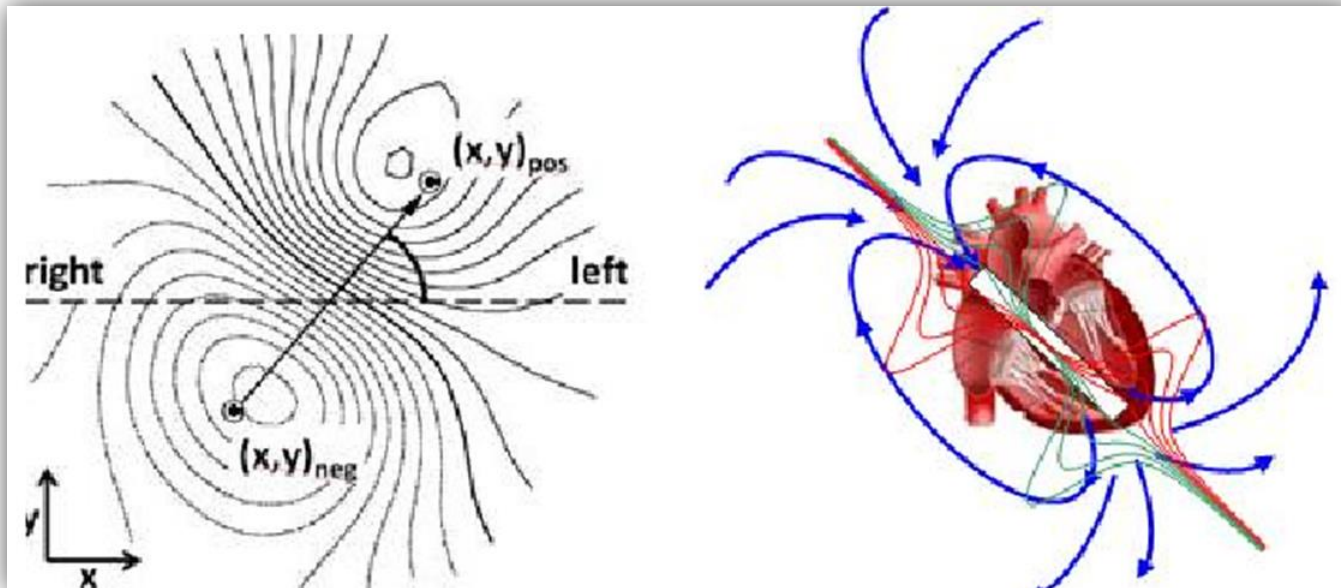 (x,y)pos
right
left
(x,y)neg
y
x